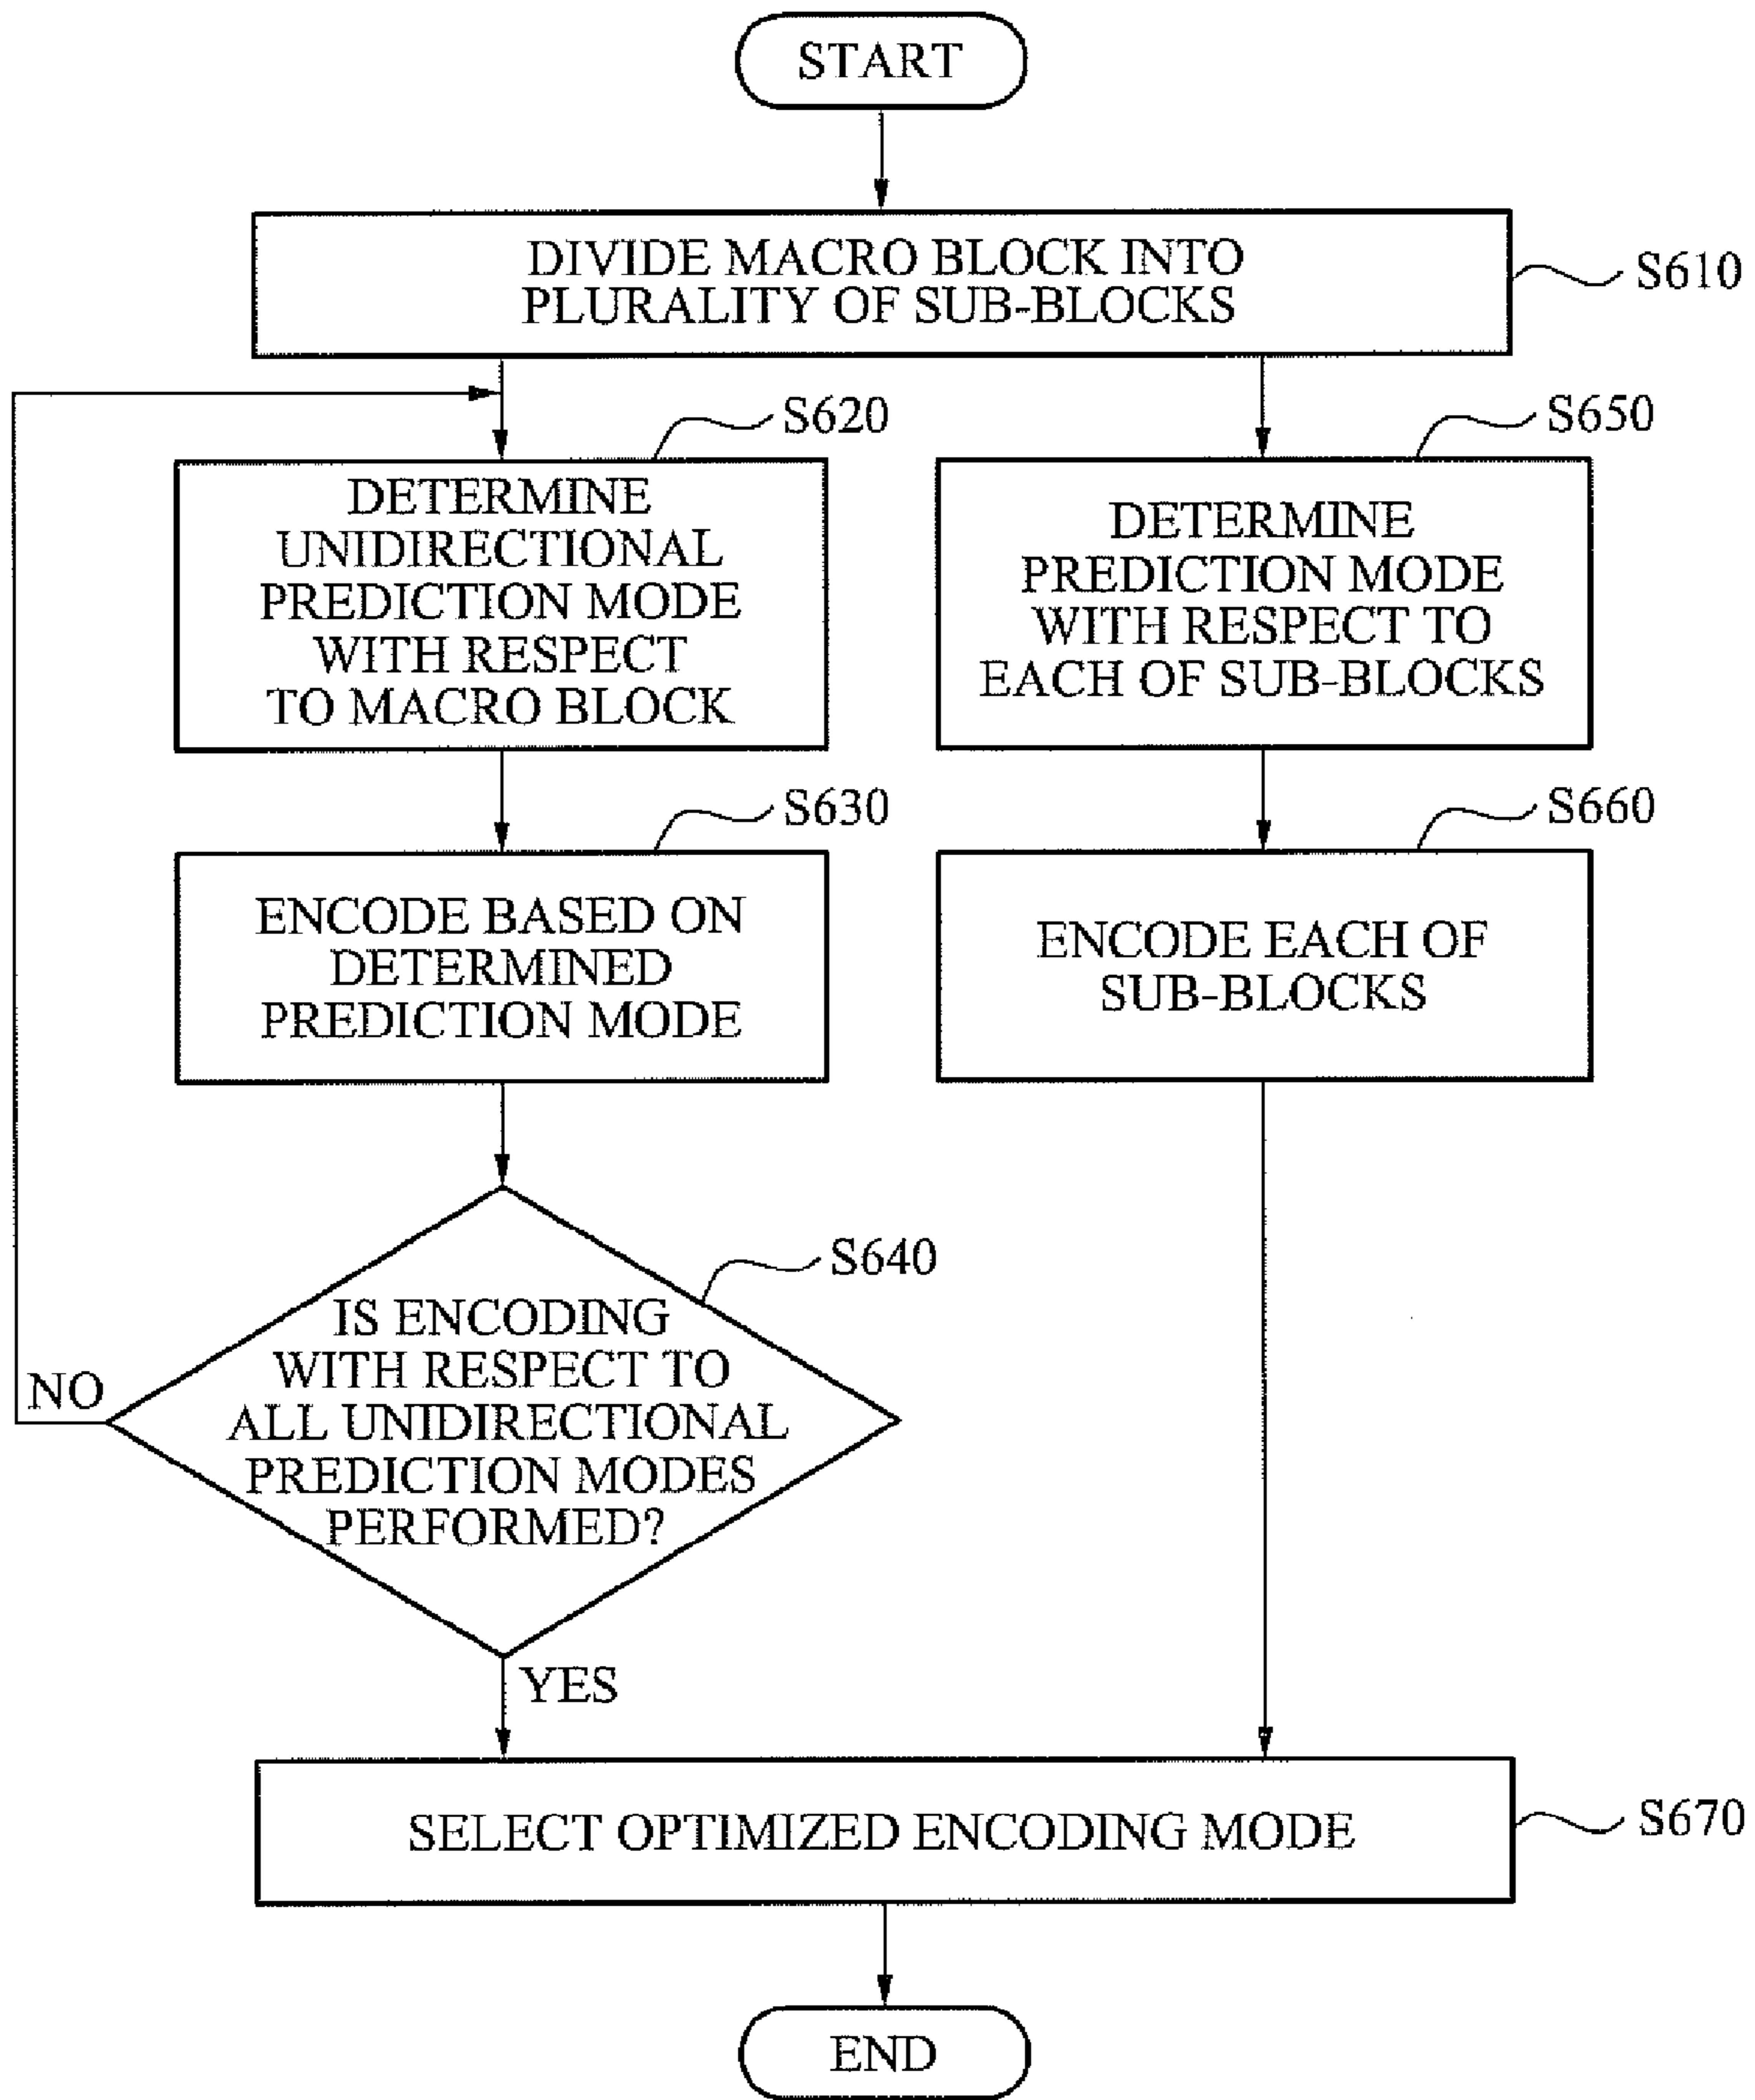 START
DIVIDE MACRO BLOCK INTO
PLURALITY OF SUB-BLOCKS
S610
S620
DETERMINE
UNIDIRECTIONAL
PREDICTION MODE
WITH RESPECT
TO MACRO BLOCK
S650
DETERMINE
PREDICTION MODE
WITH RESPECT TO
EACH OF SUB-BLOCKS
S630
ENCODE BASED ON
DETERMINED
PREDICTION MODE
S660
ENCODE EACH OF
SUB-BLOCKS
S640
IS ENCODING
WITH RESPECT TO
ALL UNIDIRECTIONAL
PREDICTION MODES
PERFORMED?
NO
YES
SELECT OPTIMIZED ENCODING MODE
S670
END